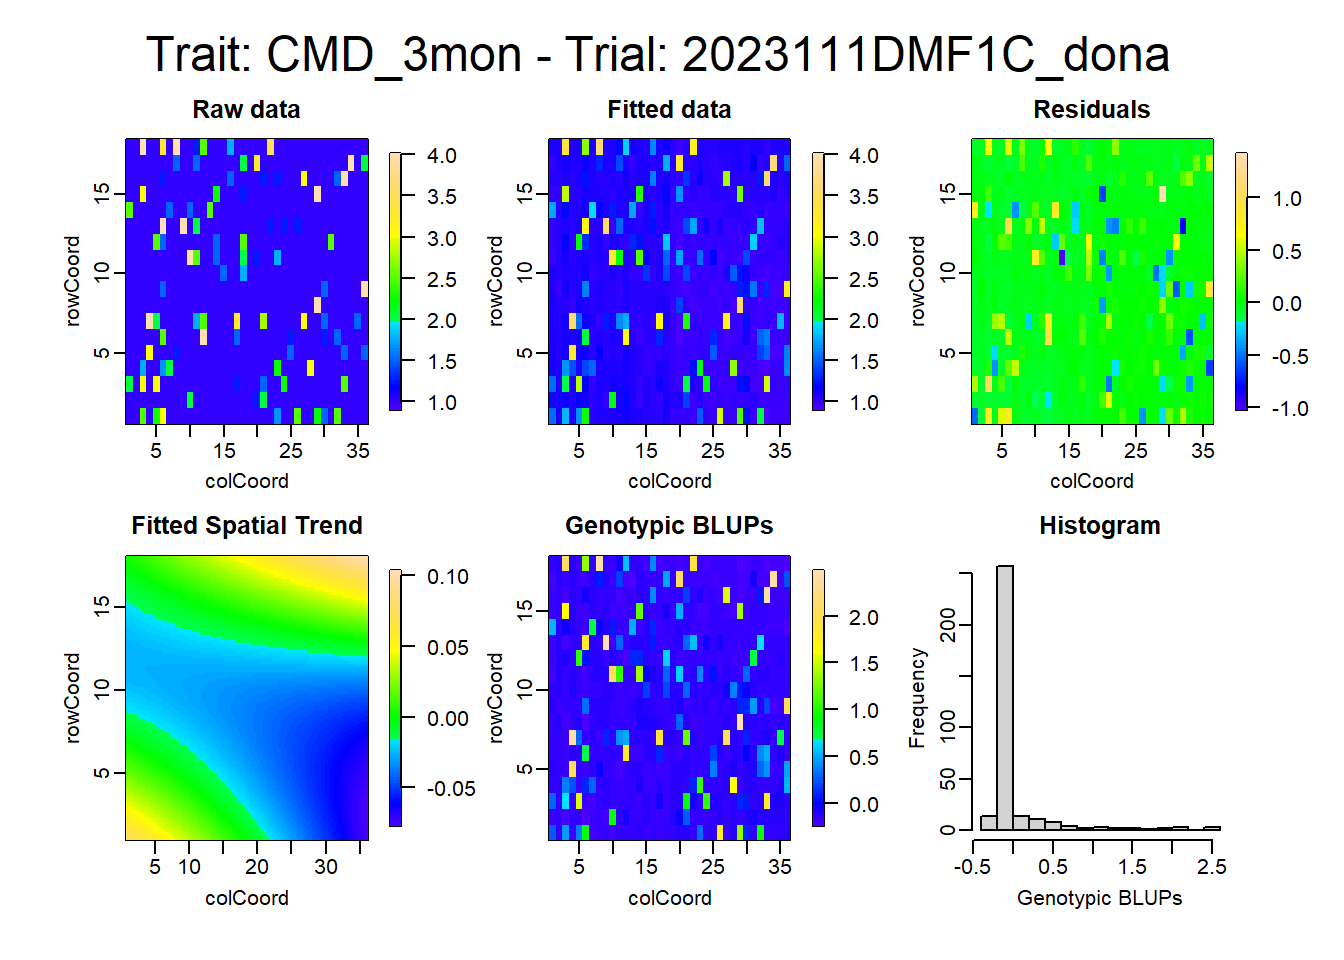 Trait: CMD_3mon - Trial: 2023111DMF1C_dona
Raw data
rowCoord
5 10 15
5 15 25 35
colCoord
1.0 1.5 2.0 2.5 3.0 3.5 4.0
Fitted data
rowCoord
5 10 15
5 15 25 35
colCoord
1.0 1.5 2.0 2.5 3.0 3.5 4.0
Residuals
rowCoord
5 10 15
5 15 25 35
colCoord
-1.0 -0.5 0.0 0.5 1.0
Fitted Spatial Trend
rowCoord
5 10 15
5 10 20 30
colCoord
-0.05 0.00 0.05 0.10
Genotypic BLUPs
rowCoord
5 10 15
5 15 25 35
colCoord
0.0 0.5 1.0 1.5 2.0
Histogram
Frequency
0 50 100 200
-0.5 0.5 1.5 2.5
Genotypic BLUPs